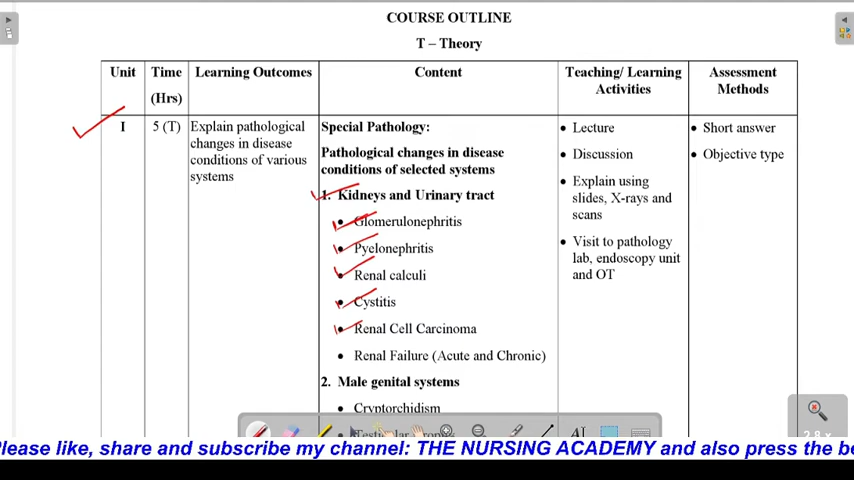 COURSE OUTLINE
T – Theory
Unit
Time
(Hrs)
Learning Outcomes
Content
Teaching/ Learning
Activities
Assessment
Methods
I
5 (T)
Explain pathological
changes in disease
conditions of various
systems
Special Pathology:
Pathological changes in disease
conditions of selected systems
1. Kidneys and Urinary tract
• Glomerulonephritis
• Pyelonephritis
• Renal calculi
• Cystitis
• Renal Cell Carcinoma
• Renal Failure (Acute and Chronic)
2. Male genital systems
• Cryptorchidism
• Lecture
• Discussion
• Explain using
slides, X-rays and
scans
• Visit to pathology
lab, endoscopy unit
and OT
• Short answer
• Objective type
Please like, share and subscribe my channel: THE NURSING ACADEMY and also press the be